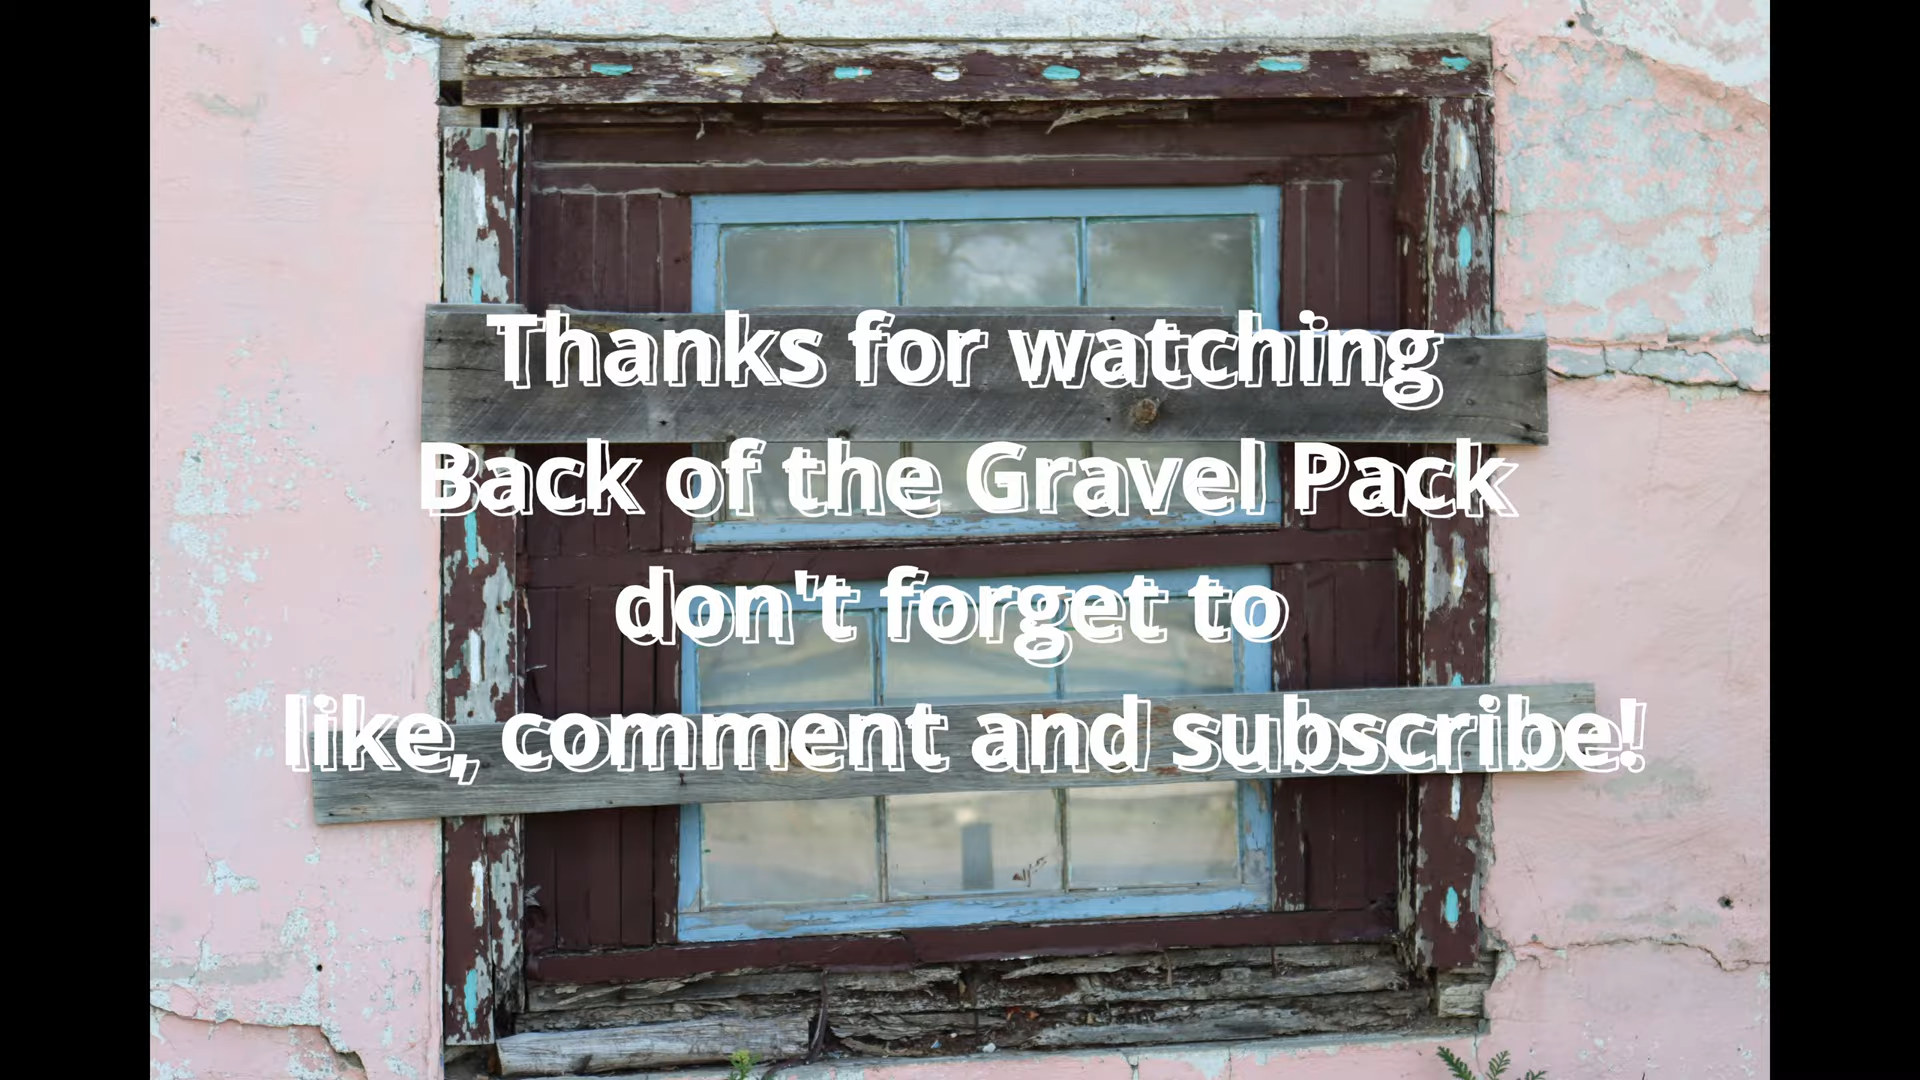 Thanks for watching
Back of the Gravel Pack
don't forget to
like, comment and subscribe!